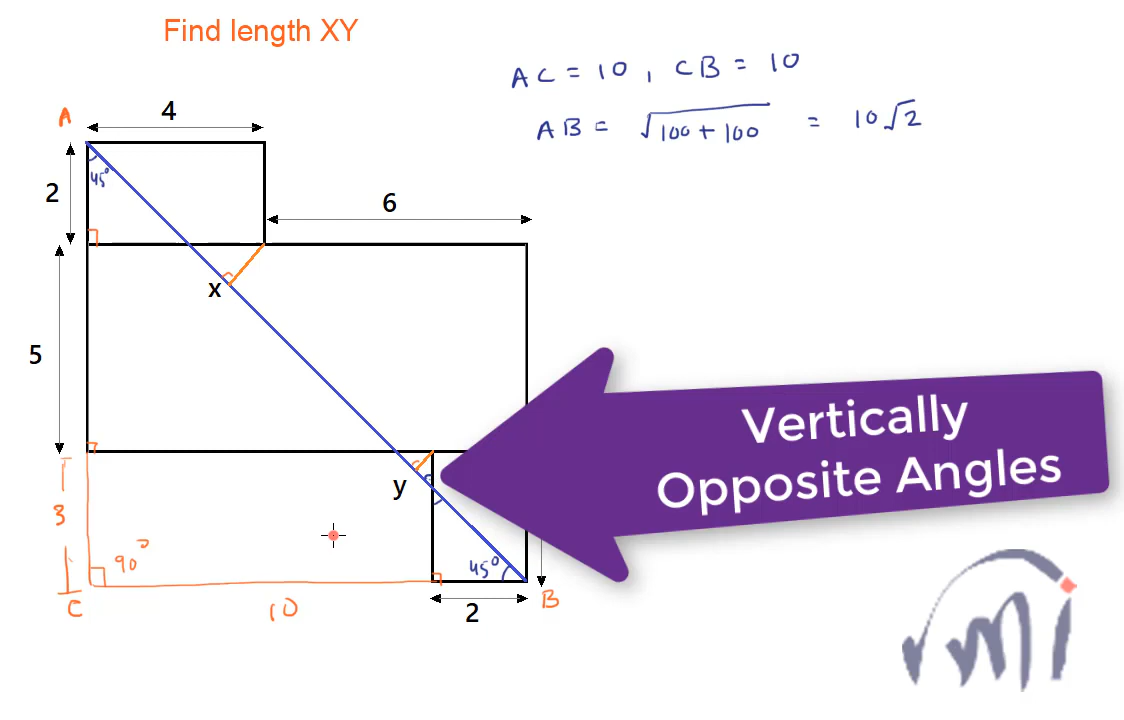 Find length XY
AC = 10 , CB = 10
AB = √100 + 100 = 10√2
A
4
45°
2
6
x
5
Vertically
Opposite Angles
y
3
90°
45°
C
10
2
B
mi